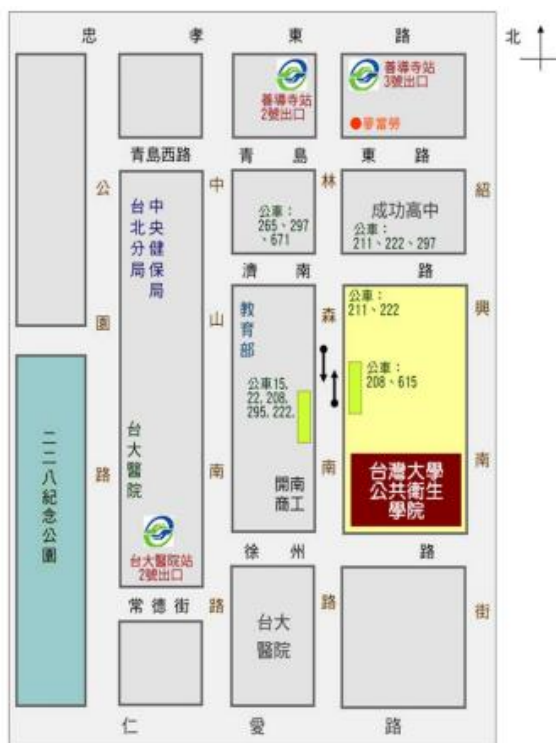 忠孝東路
北
善導寺站
2號出口
善導寺站
3號出口
●麥當勞
青島西路
青島東路
公園路
中山南路
林森南路
紹興南街
中央健保局
台北分局
公車：
265、297
、671
成功高中
公車：
211、222、297
濟南路
教育部
公車：
211、222
公車15,
22, 208,
295, 222,
公車：
208、615
二二八紀念公園
台大醫院
開南
商工
台灣大學
公共衛生
學院
台大醫院站
2號出口
徐州路
常德街
台大
醫院
仁愛路